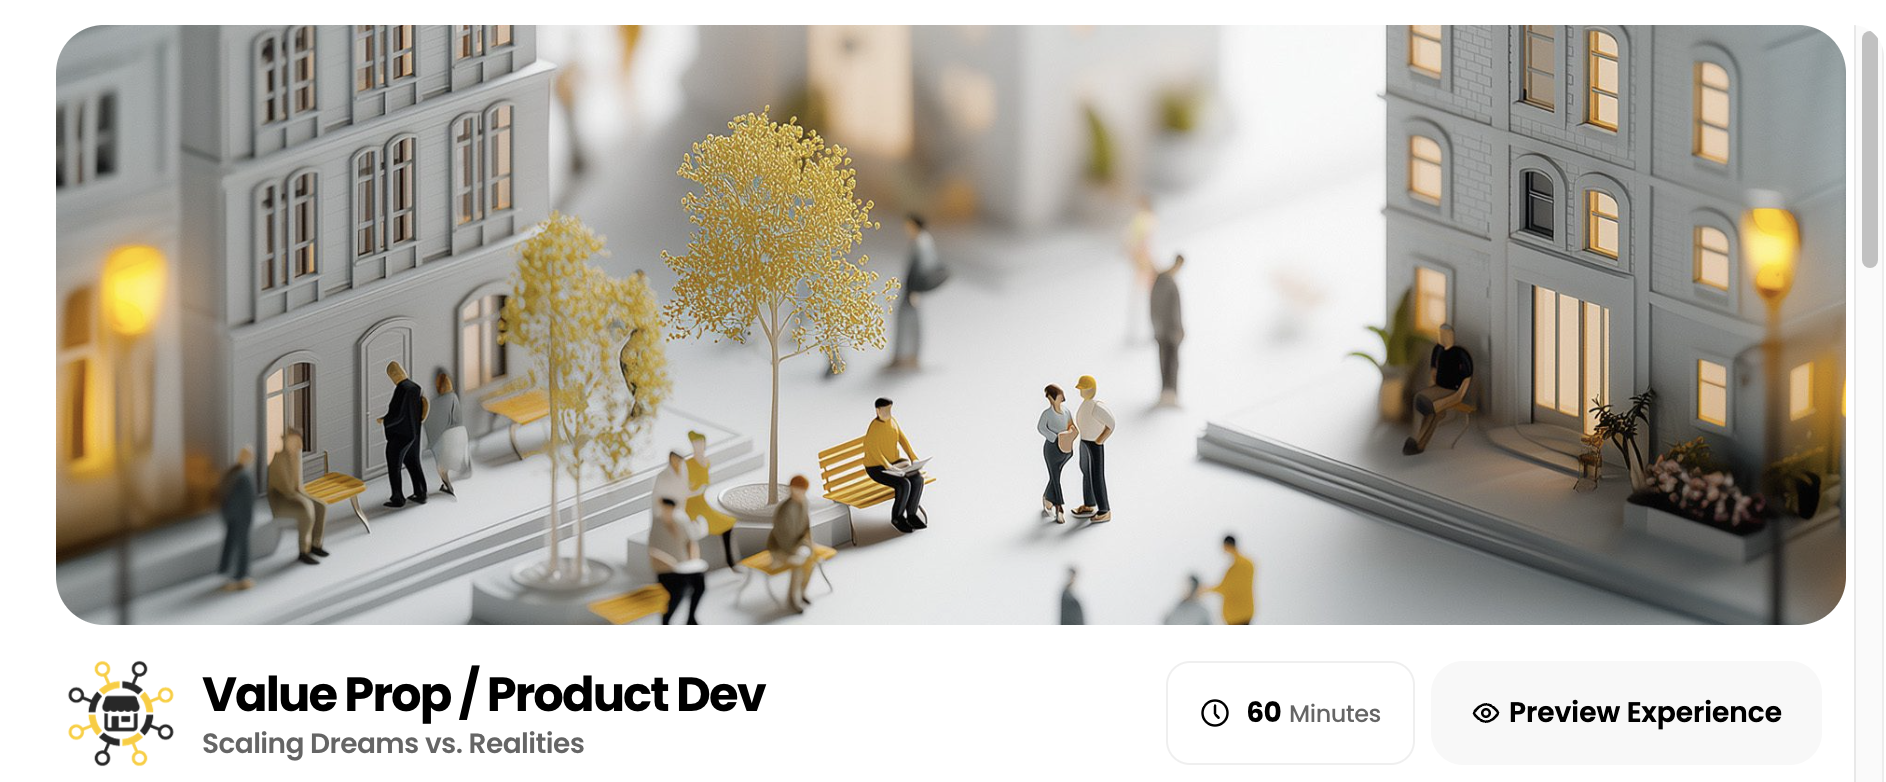 Value Prop / Product Dev
Scaling Dreams vs. Realities
60 Minutes
Preview Experience